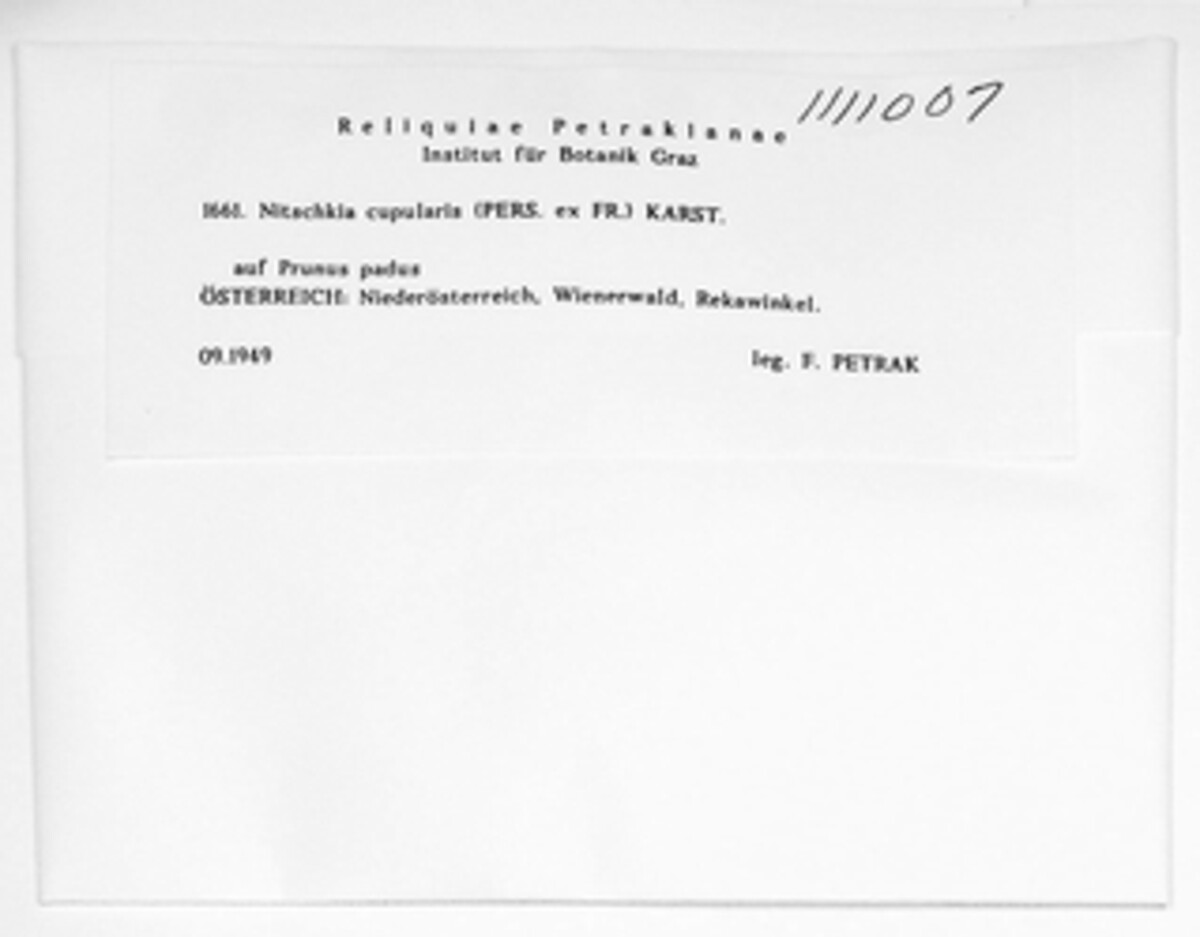 1111007
Reliquiae Petrakianae
Institut für Botanik Graz
1661. Nitschkia cupularis (PERS. ex FR.) KARST.
auf Prunus padus
ÖSTERREICH: Niederösterreich, Wienerwald, Rekawinkel.
09.1949
leg. F. PETRAK